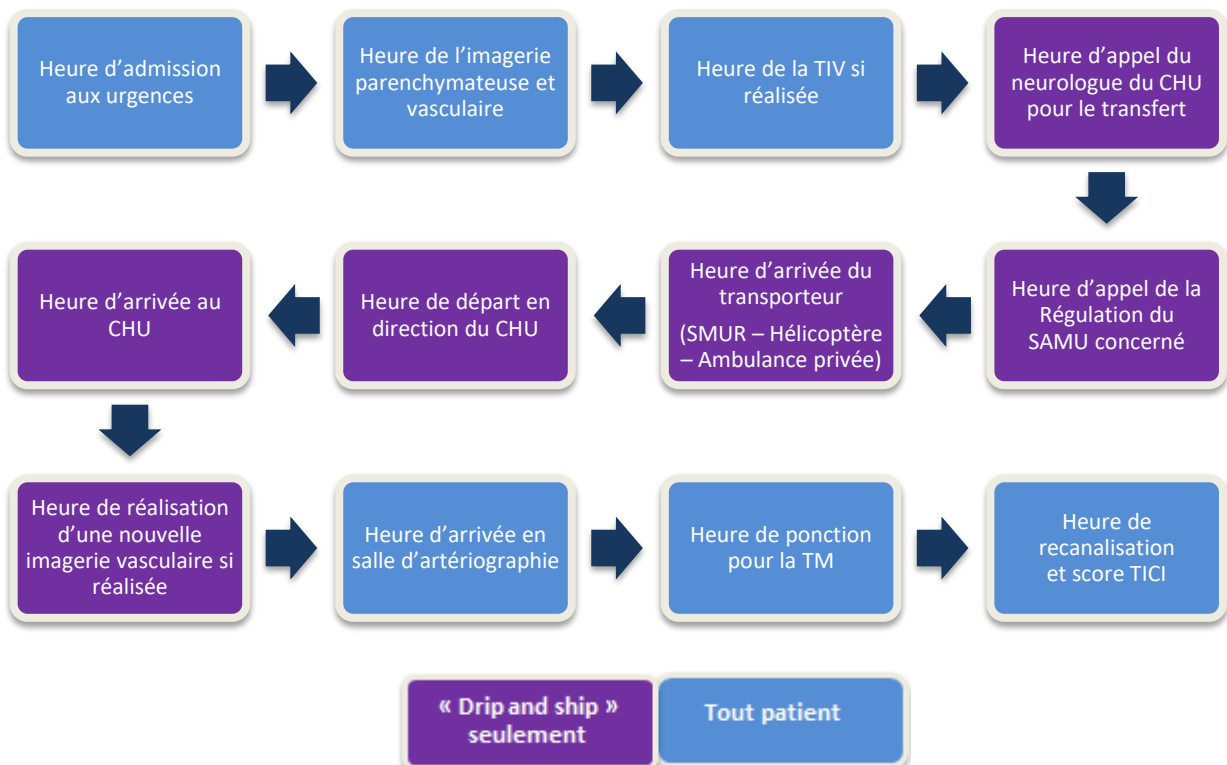 Heure d'admission
aux urgences
Heure de l'imagerie
parenchymateuse et
vasculaire
Heure de la TIV si
réalisée
Heure d'appel du
neurologue du CHU
pour le transfert
Heure d'appel de la
Régulation du
SAMU concerné
Heure d'arrivée du
transporteur
(SMUR – Hélicoptère
– Ambulance privée)
Heure de départ en
direction du CHU
Heure d'arrivée au
CHU
Heure de réalisation
d'une nouvelle
imagerie vasculaire si
réalisée
Heure d'arrivée en
salle d'artériographie
Heure de ponction
pour la TM
Heure de
recanalisation
et score TICI
« Drip and ship »
seulement
Tout patient